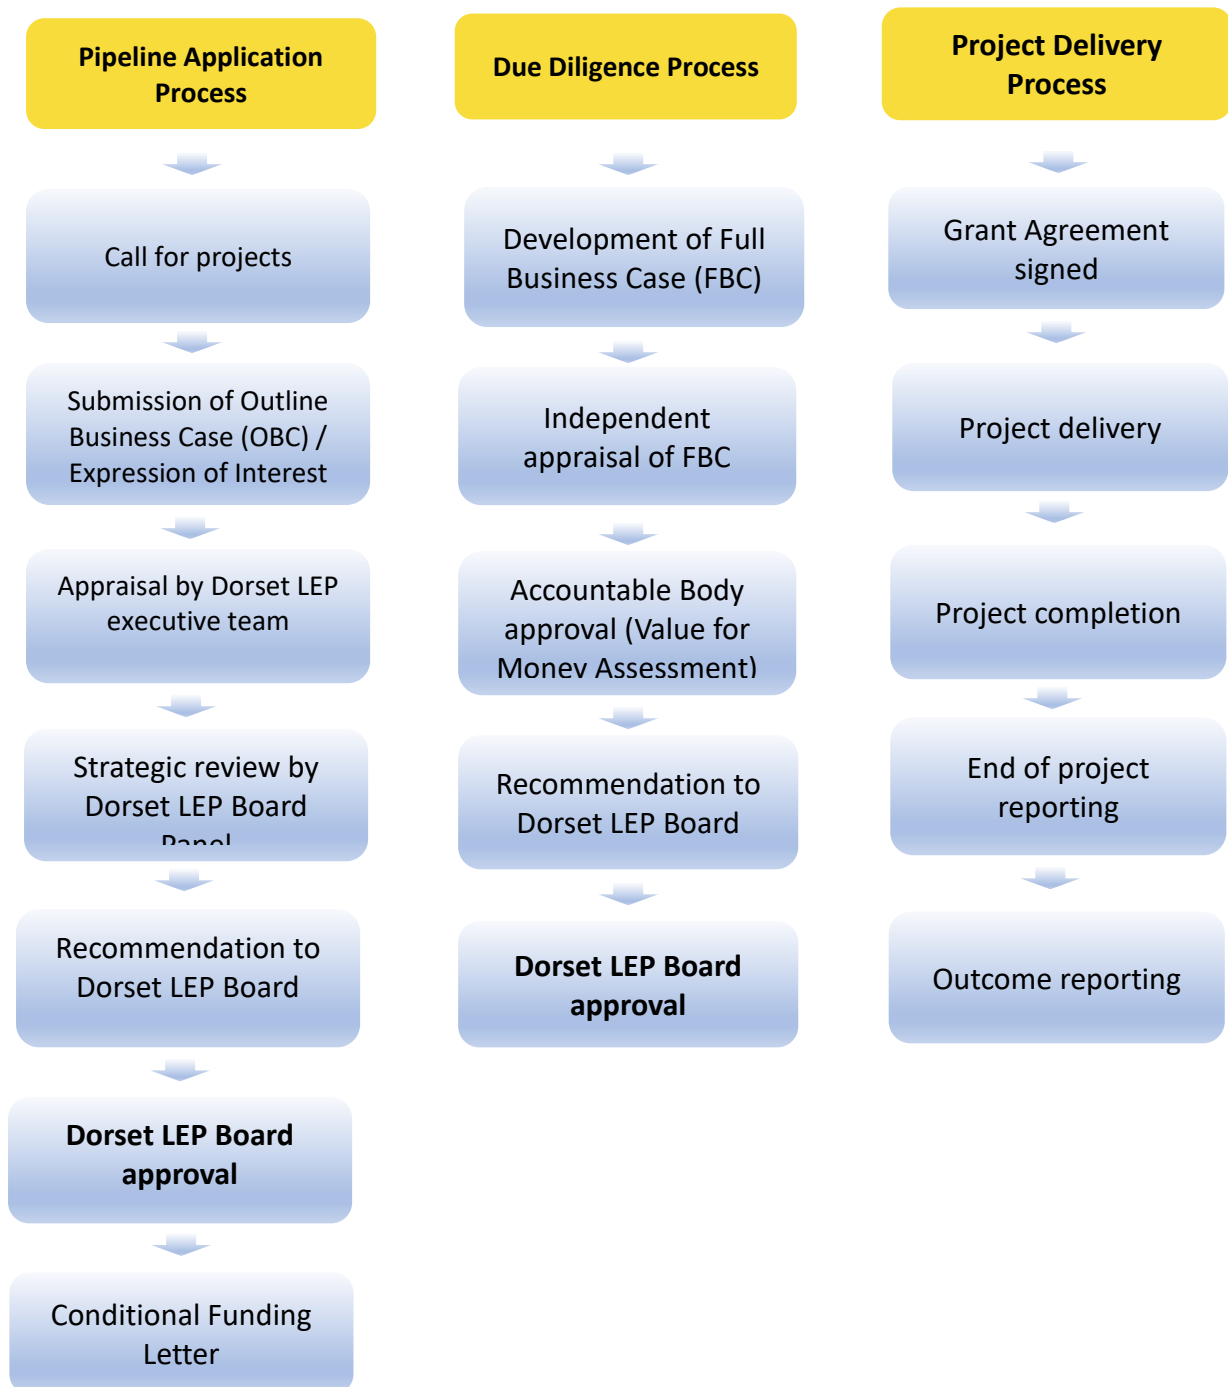 Pipeline Application
Process
Call for projects
Submission of Outline
Business Case (OBC) /
Expression of Interest
Appraisal by Dorset LEP
executive team
Strategic review by
Dorset LEP Board
Panel
Recommendation to
Dorset LEP Board
Dorset LEP Board
approval
Conditional Funding
Letter
Due Diligence Process
Development of Full
Business Case (FBC)
Independent
appraisal of FBC
Accountable Body
approval (Value for
Money Assessment)
Recommendation to
Dorset LEP Board
Dorset LEP Board
approval
Project Delivery
Process
Grant Agreement
signed
Project delivery
Project completion
End of project
reporting
Outcome reporting